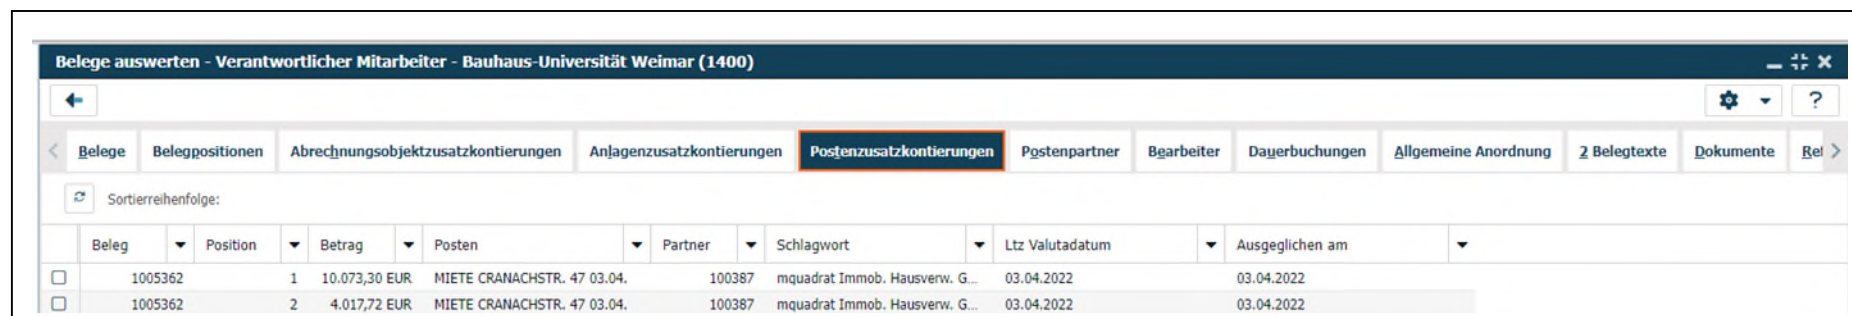 Belege auswerten - Verantwortlicher Mitarbeiter - Bauhaus-Universität Weimar (1400)
?
Belege Belegpositionen Abrechnungsobjektzusatzkontierungen Anlagenzusatzkontierungen Postenzusatzkontierungen Postenpartner Bearbeiter Dauerbuchungen Allgemeine Anordnung 2 Belegtexte Dokumente Ref
Sortierreihenfolge:
Beleg Position Betrag Posten Partner Schlagwort Ltz Valutadatum Ausgeglichen am
1005362 1 10.073,30 EUR MIETE CRANACHSTR. 47 03.04. 100387 mquadrat Immob. Hausverw. G... 03.04.2022 03.04.2022
1005362 2 4.017,72 EUR MIETE CRANACHSTR. 47 03.04. 100387 mquadrat Immob. Hausverw. G... 03.04.2022 03.04.2022